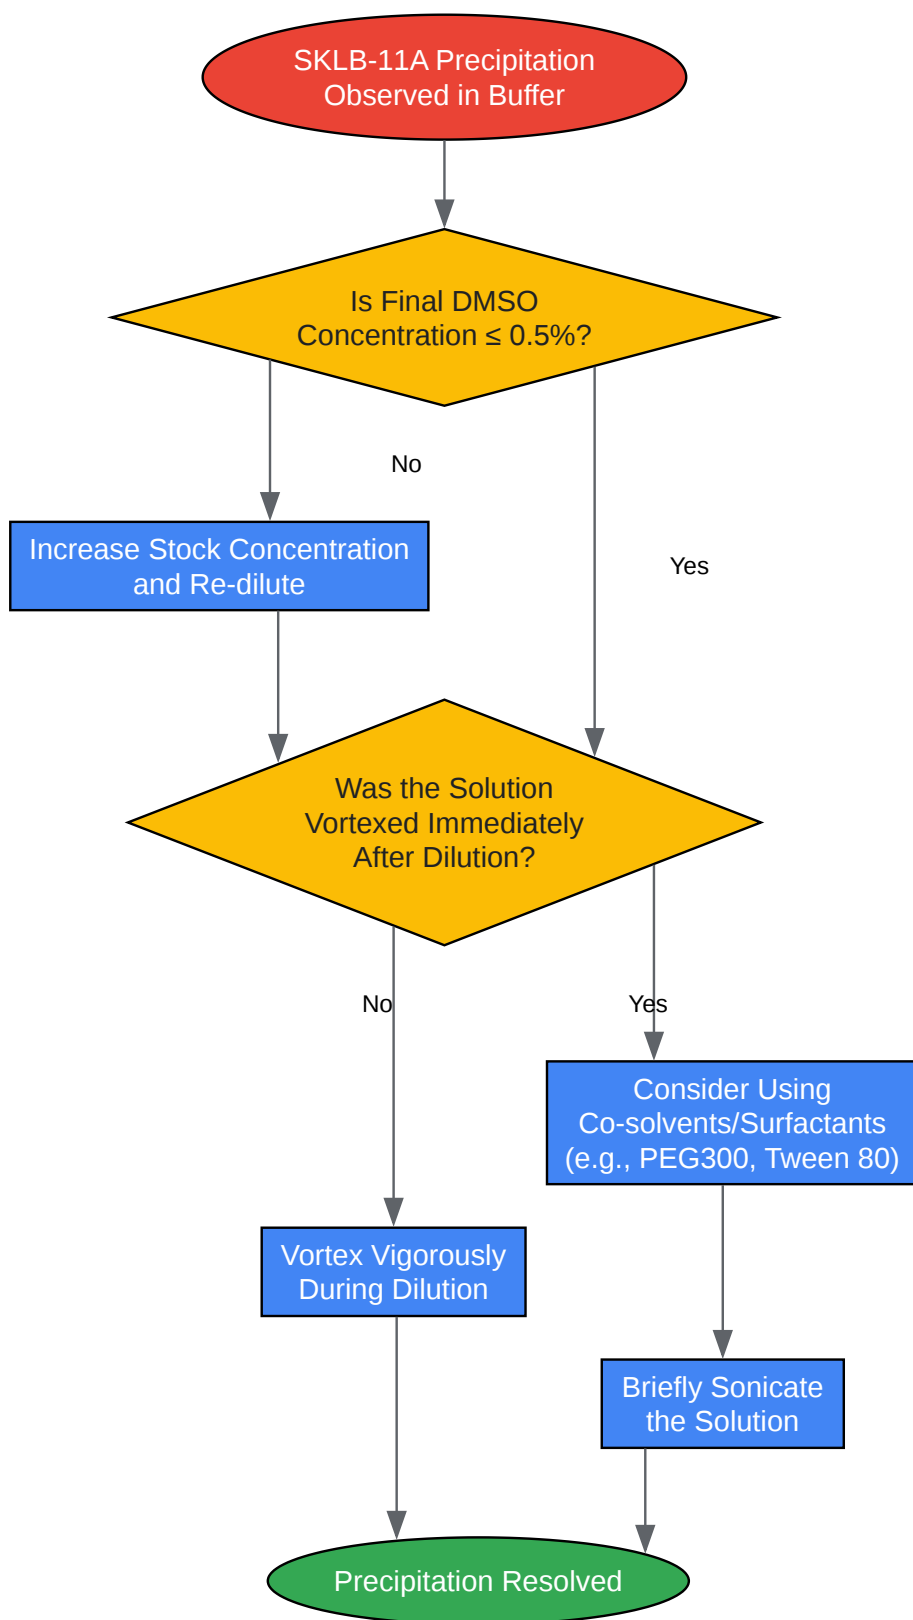 SKLB-11A Precipitation
Observed in Buffer
Is Final DMSO
Concentration ≤ 0.5%?
No
Increase Stock Concentration
and Re-dilute
Yes
Was the Solution
Vortexed Immediately
After Dilution?
No
Yes
Consider Using
Co-solvents/Surfactants
(e.g., PEG300, Tween 80)
Vortex Vigorously
During Dilution
Briefly Sonicate
the Solution
Precipitation Resolved